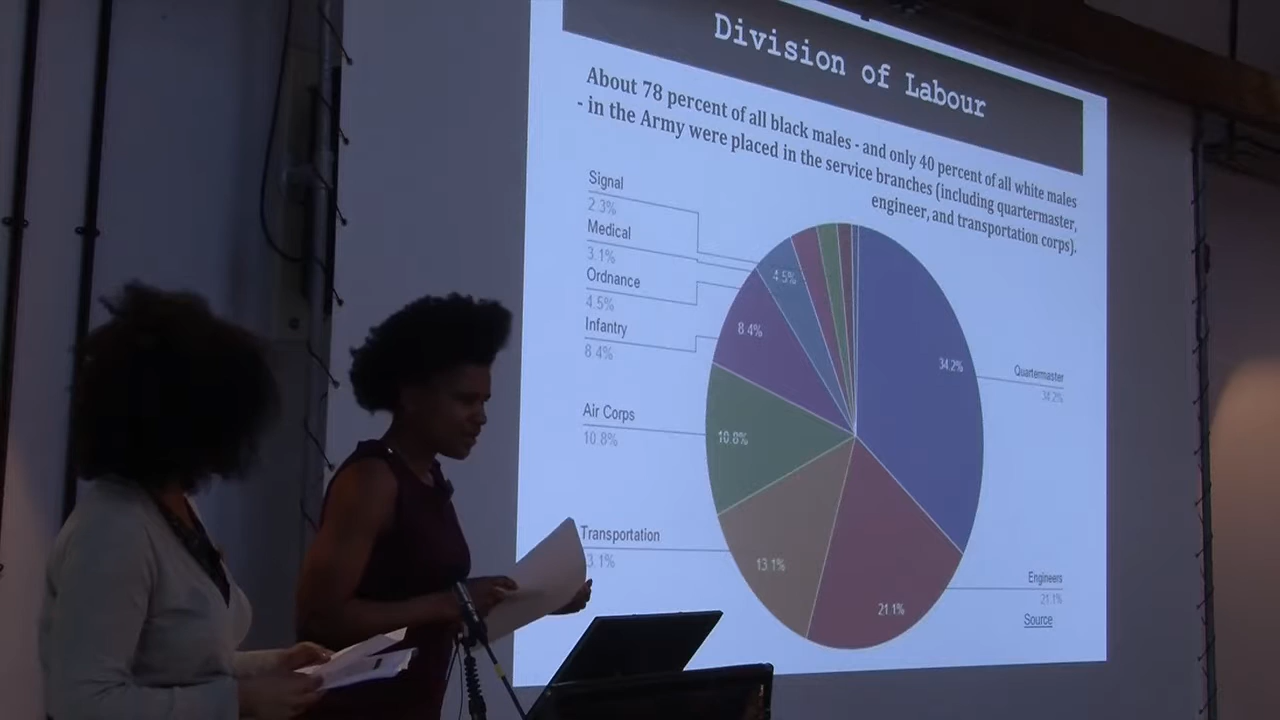 Division of Labour
About 78 percent of all black males - and only 40 percent of all white males
- in the Army were placed in the service branches (including quartermaster,
engineer, and transportation corps).
Signal
2.3%
Medical
3.1%
Ordnance
4.5%
Infantry
8.4%
Air Corps
10.8%
Transportation
3.1%
4.5%
8.4%
10.8%
13.1%
21.1%
34.2%
Quartermaster
34.2%
Engineers
21.1%
Source